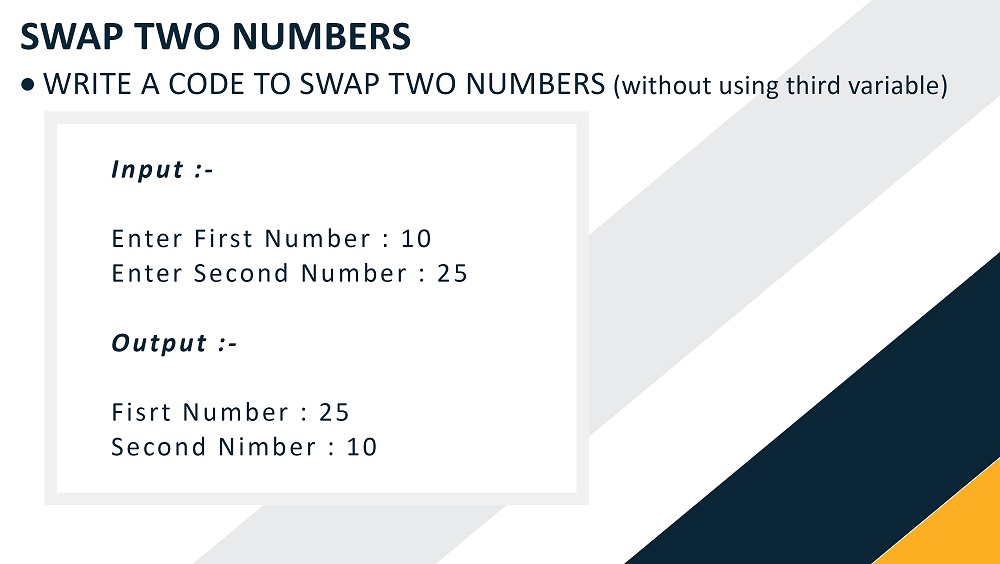 SWAP TWO NUMBERS
• WRITE A CODE TO SWAP TWO NUMBERS (without using third variable)
Input :-
Enter First Number : 10
Enter Second Number : 25
Output :-
Fisrt Number : 25
Second Nimber : 10